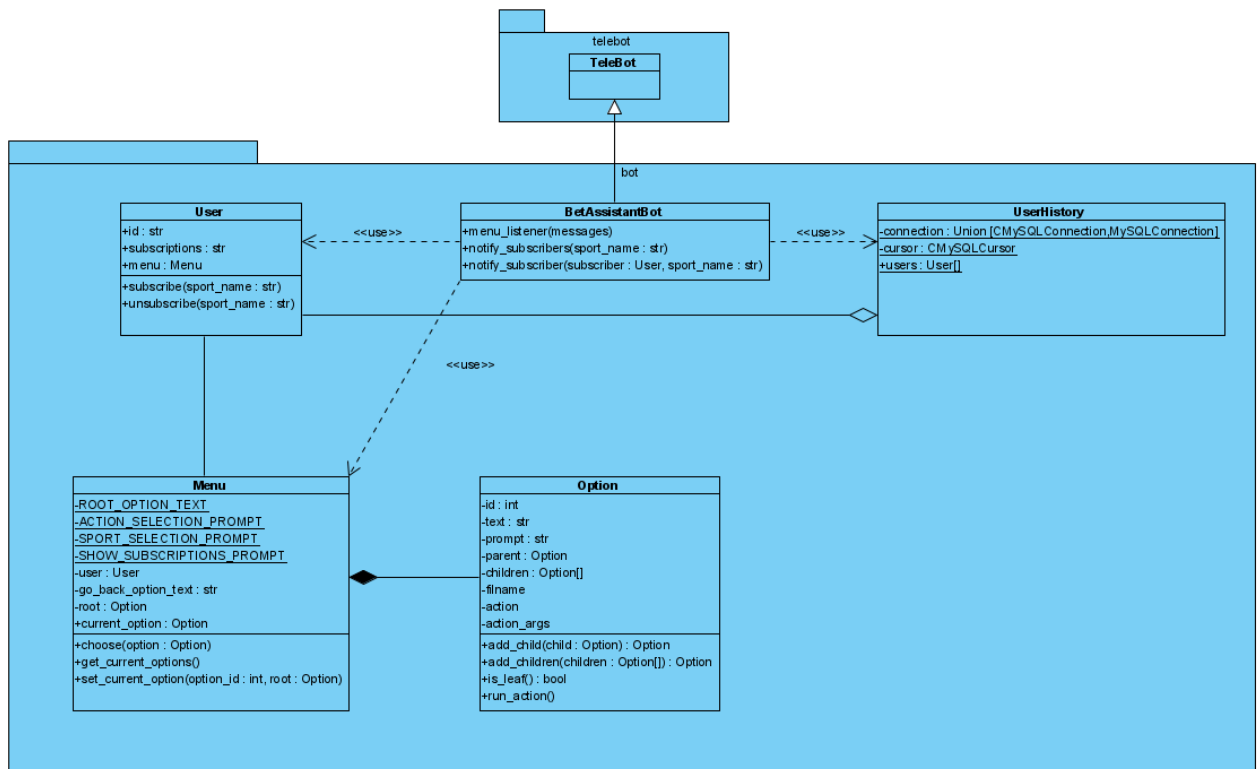 telebot
TeleBot
bot
User
+id : str
+subscriptions : str
+menu : Menu
+subscribe(sport_name : str)
+unsubscribe(sport_name : str)
<<use>>
BetAssistantBot
+menu_listener(messages)
+notify_subscribers(sport_name : str)
+notify_subscriber(subscriber : User, sport_name : str)
<<use>>
UserHistory
-connection : Union [CMySQLConnection,MySQLConnection]
-cursor : CMySQLCursor
+users : User[]
<<use>>
Menu
-ROOT_OPTION_TEXT
-ACTION_SELECTION_PROMPT
-SPORT_SELECTION_PROMPT
-SHOW_SUBSCRIPTIONS_PROMPT
-user : User
-go_back_option_text : str
-root : Option
+current_option : Option
+choose(option : Option)
+get_current_options()
+set_current_option(option_id : int, root : Option)
Option
-id : int
-text : str
-prompt : str
-parent : Option
-children : Option[]
-filname
-action
-action_args
+add_child(child : Option) : Option
+add_children(children : Option[]) : Option
+is_leaf() : bool
+run_action()